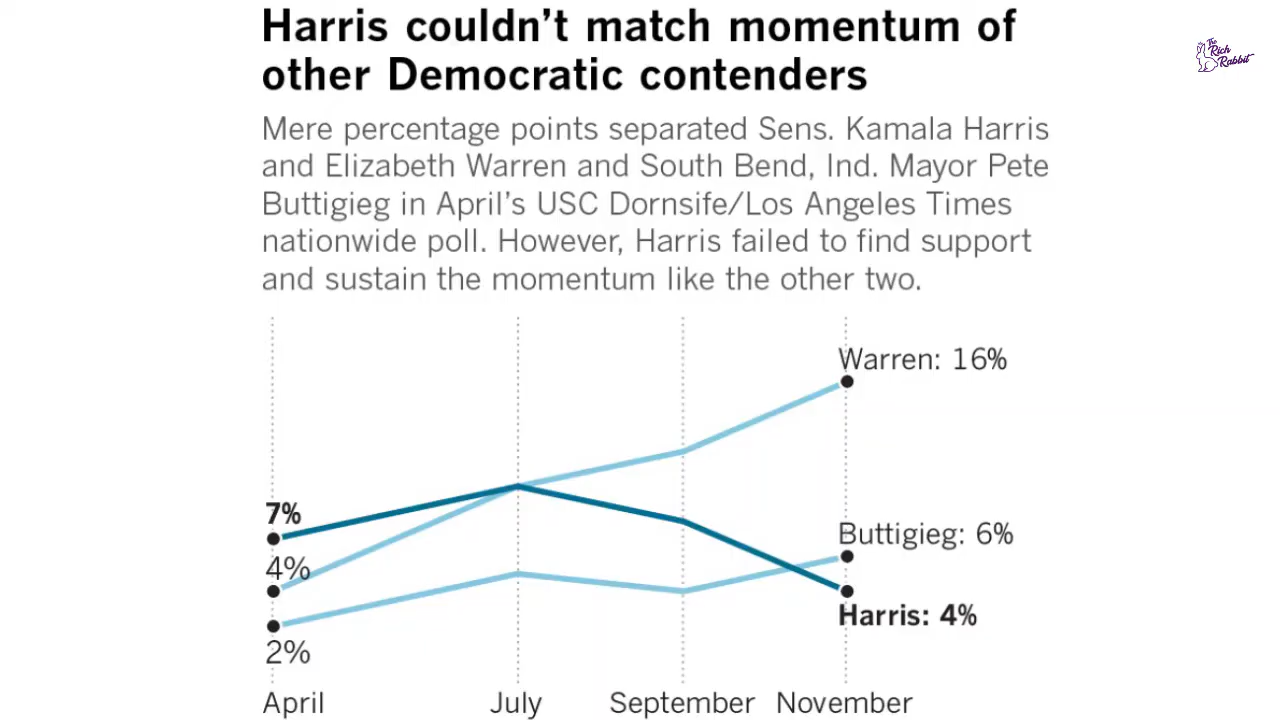 Harris couldn’t match momentum of
other Democratic contenders
The
Rich
Rabbit
Mere percentage points separated Sens. Kamala Harris
and Elizabeth Warren and South Bend, Ind. Mayor Pete
Buttigieg in April’s USC Dornsife/Los Angeles Times
nationwide poll. However, Harris failed to find support
and sustain the momentum like the other two.
Warren: 16%
7%
Buttigieg: 6%
4%
Harris: 4%
2%
April July September November